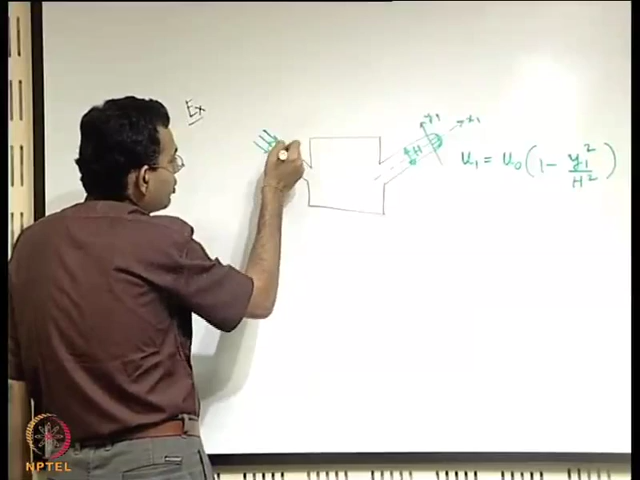 Ex
y₁
x₁
H
u₁ = u₀(1 - y₁²/H²)
NPTEL